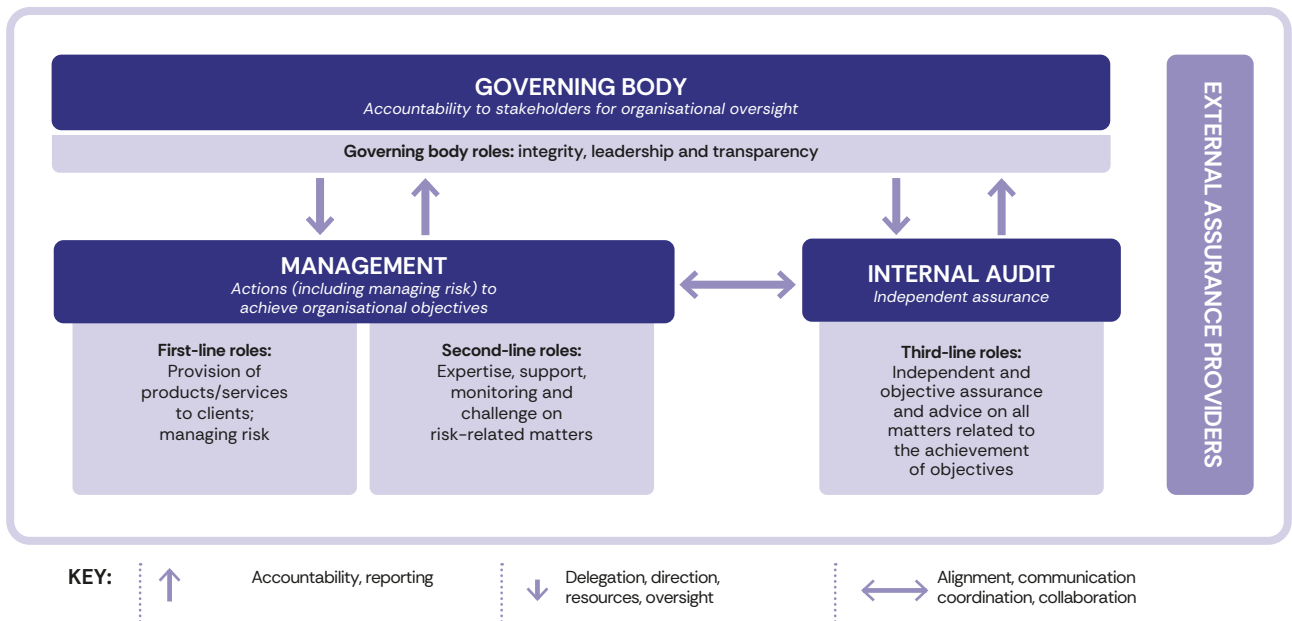 GOVERNING BODY
Accountability to stakeholders for organisational oversight
Governing body roles: integrity, leadership and transparency
MANAGEMENT
Actions (including managing risk) to
achieve organisational objectives
First-line roles:
Provision of
products/services
to clients;
managing risk
Second-line roles:
Expertise, support,
monitoring and
challenge on
risk-related matters
INTERNAL AUDIT
Independent assurance
Third-line roles:
Independent and
objective assurance
and advice on all
matters related to
the achievement
of objectives
EXTERNAL ASSURANCE PROVIDERS
KEY:
Accountability, reporting
Delegation, direction,
resources, oversight
Alignment, communication
coordination, collaboration